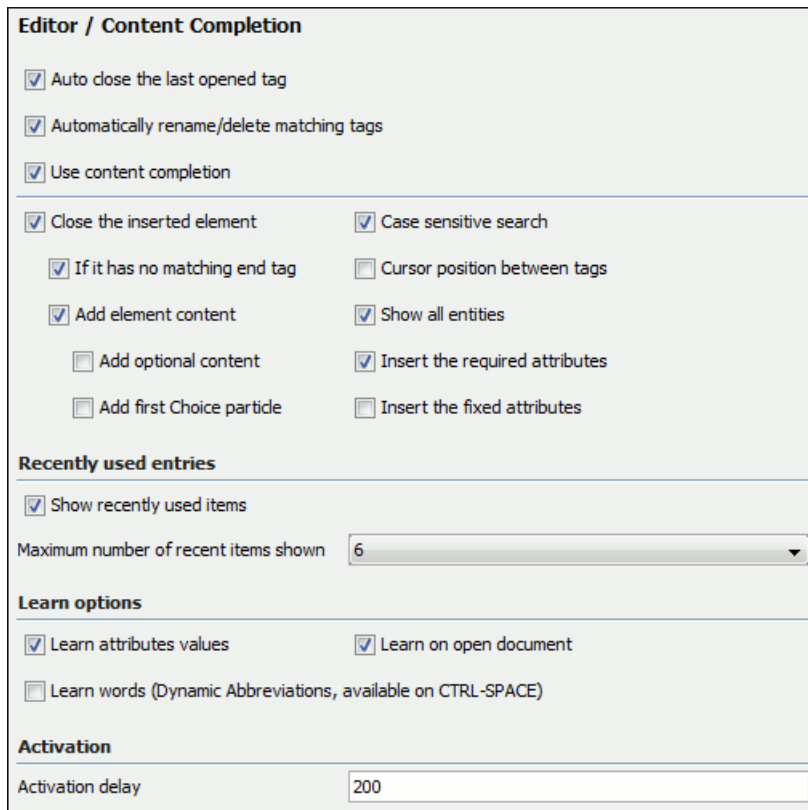 Editor / Content Completion
Auto close the last opened tag
Automatically rename/delete matching tags
Use content completion
Close the inserted element Case sensitive search
If it has no matching end tag Cursor position between tags
Add element content Show all entities
Add optional content Insert the required attributes
Add first Choice particle Insert the fixed attributes
Recently used entries
Show recently used items
Maximum number of recent items shown 6
Learn options
Learn attributes values Learn on open document
Learn words (Dynamic Abbreviations, available on CTRL-SPACE)
Activation
Activation delay 200